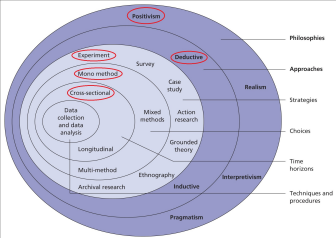 Positivism
Philosophies
Experiment
Survey
Deductive
Approaches
Mono method
Case
study
Realism
Cross-sectional
Strategies
Data
collection
and data
analysis
Mixed
methods
Action
research
Choices
Longitudinal
Grounded
theory
Time
horizons
Multi-method
Ethnography
Interpretivism
Archival research
Inductive
Techniques and
procedures
Pragmatism